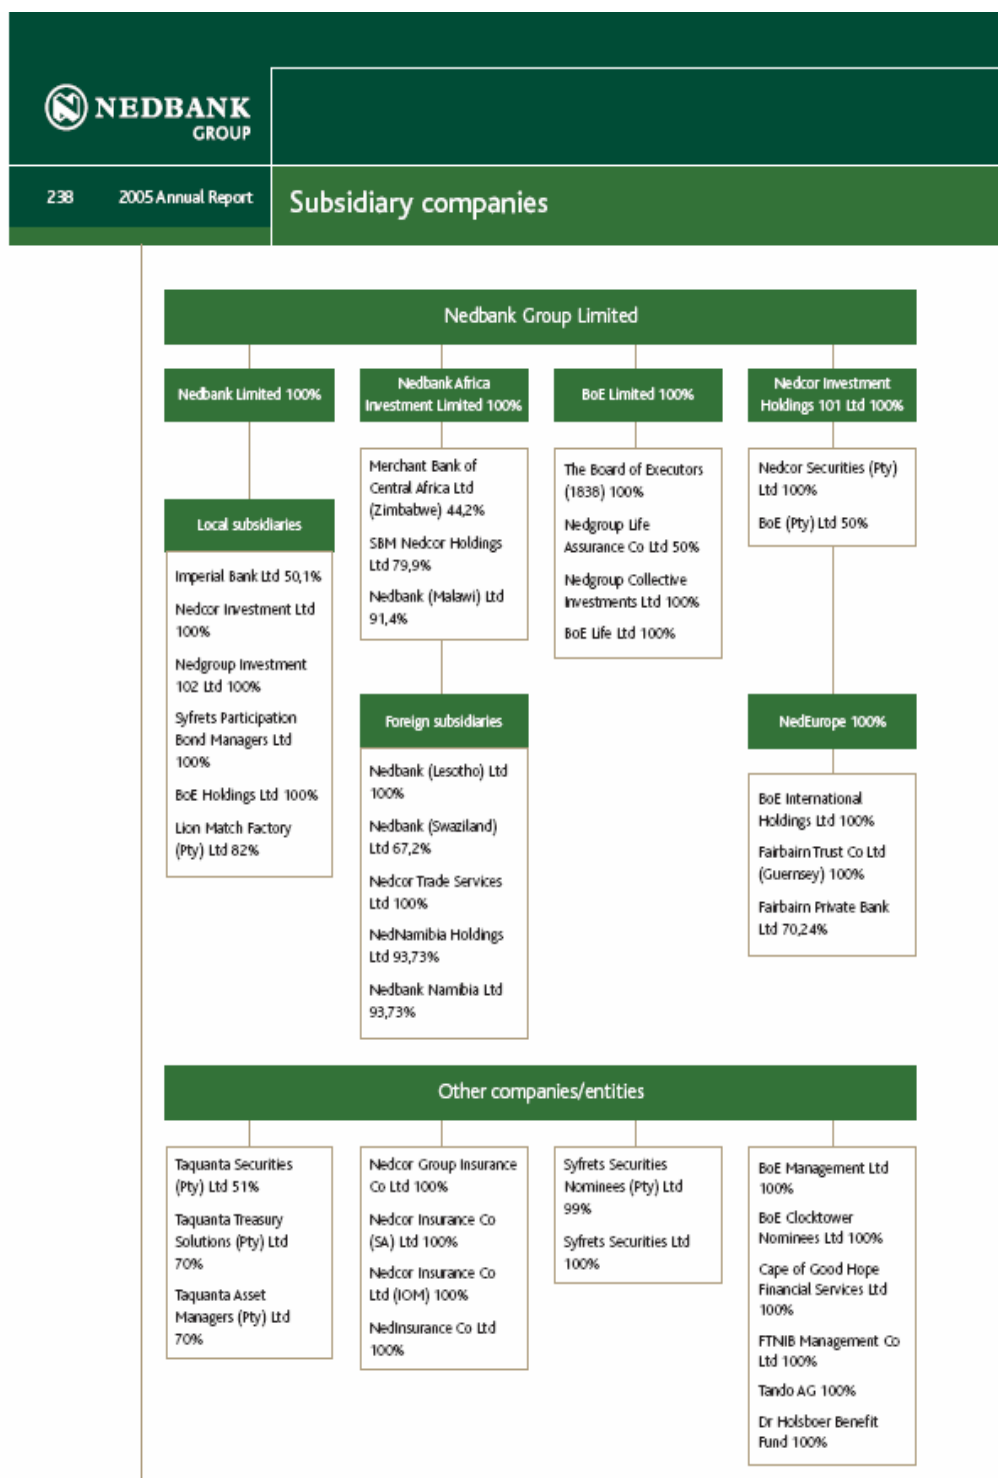 NEDBANK
GROUP
238 2005 Annual Report
Subsidiary companies
Nedbank Group Limited
Nedbank Limited 100%
Local subsidiaries
Imperial Bank Ltd 50,1%
Nedcor Investment Ltd
100%
Nedgroup Investment
102 Ltd 100%
Syfrets Participation
Bond Managers Ltd
100%
BoE Holdings Ltd 100%
Lion Match Factory
(Pty) Ltd 82%
Nedbank Africa
Investment Limited 100%
Merchant Bank of
Central Africa Ltd
(Zimbabwe) 44,2%
SBM Nedcor Holdings
Ltd 79,9%
Nedbank (Malawi) Ltd
91,4%
Foreign subsidiaries
Nedbank (Lesotho) Ltd
100%
Nedbank (Swaziland)
Ltd 67,2%
Nedcor Trade Services
Ltd 100%
NedNamibia Holdings
Ltd 93,73%
Nedbank Namibia Ltd
93,73%
BoE Limited 100%
The Board of Executors
(1838) 100%
Nedgroup Life
Assurance Co Ltd 50%
Nedgroup Collective
Investments Ltd 100%
BoE Life Ltd 100%
Nedcor Investment
Holdings 101 Ltd 100%
Nedcor Securities (Pty)
Ltd 100%
BoE (Pty) Ltd 50%
NedEurope 100%
BoE International
Holdings Ltd 100%
Fairbairn Trust Co Ltd
(Guernsey) 100%
Fairbairn Private Bank
Ltd 70,24%
Other companies/entities
Taquanta Securities
(Pty) Ltd 51%
Taquanta Treasury
Solutions (Pty) Ltd
70%
Taquanta Asset
Managers (Pty) Ltd
70%
Nedcor Group Insurance
Co Ltd 100%
Nedcor Insurance Co
(SA) Ltd 100%
Nedcor Insurance Co
Ltd (IOM) 100%
NedInsurance Co Ltd
100%
Syfrets Securities
Nominees (Pty) Ltd
99%
Syfrets Securities Ltd
100%
BoE Management Ltd
100%
BoE Clocktower
Nominees Ltd 100%
Cape of Good Hope
Financial Services Ltd
100%
FTNIB Management Co
Ltd 100%
Tando AG 100%
Dr Holsboer Benefit
Fund 100%